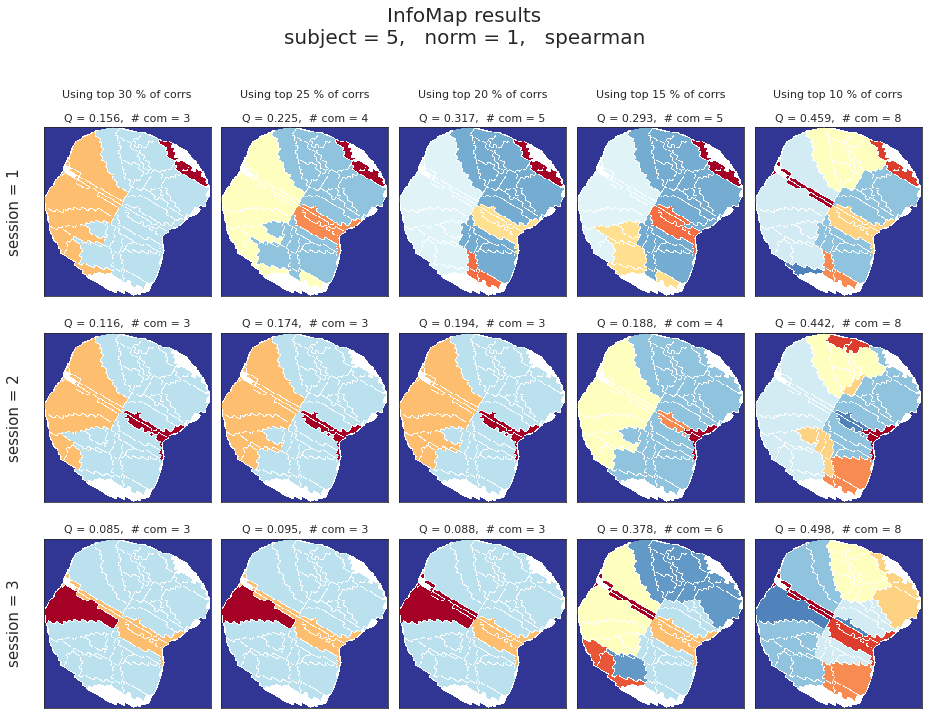 InfoMap results
subject = 5,   norm = 1,   spearman
Using top 30 % of corrs
Using top 25 % of corrs
Using top 20 % of corrs
Using top 15 % of corrs
Using top 10 % of corrs
Q = 0.156,  # com = 3
Q = 0.225,  # com = 4
Q = 0.317,  # com = 5
Q = 0.293,  # com = 5
Q = 0.459,  # com = 8
session = 1
Q = 0.116,  # com = 3
Q = 0.174,  # com = 3
Q = 0.194,  # com = 3
Q = 0.188,  # com = 4
Q = 0.442,  # com = 8
session = 2
Q = 0.085,  # com = 3
Q = 0.095,  # com = 3
Q = 0.088,  # com = 3
Q = 0.378,  # com = 6
Q = 0.498,  # com = 8
session = 3